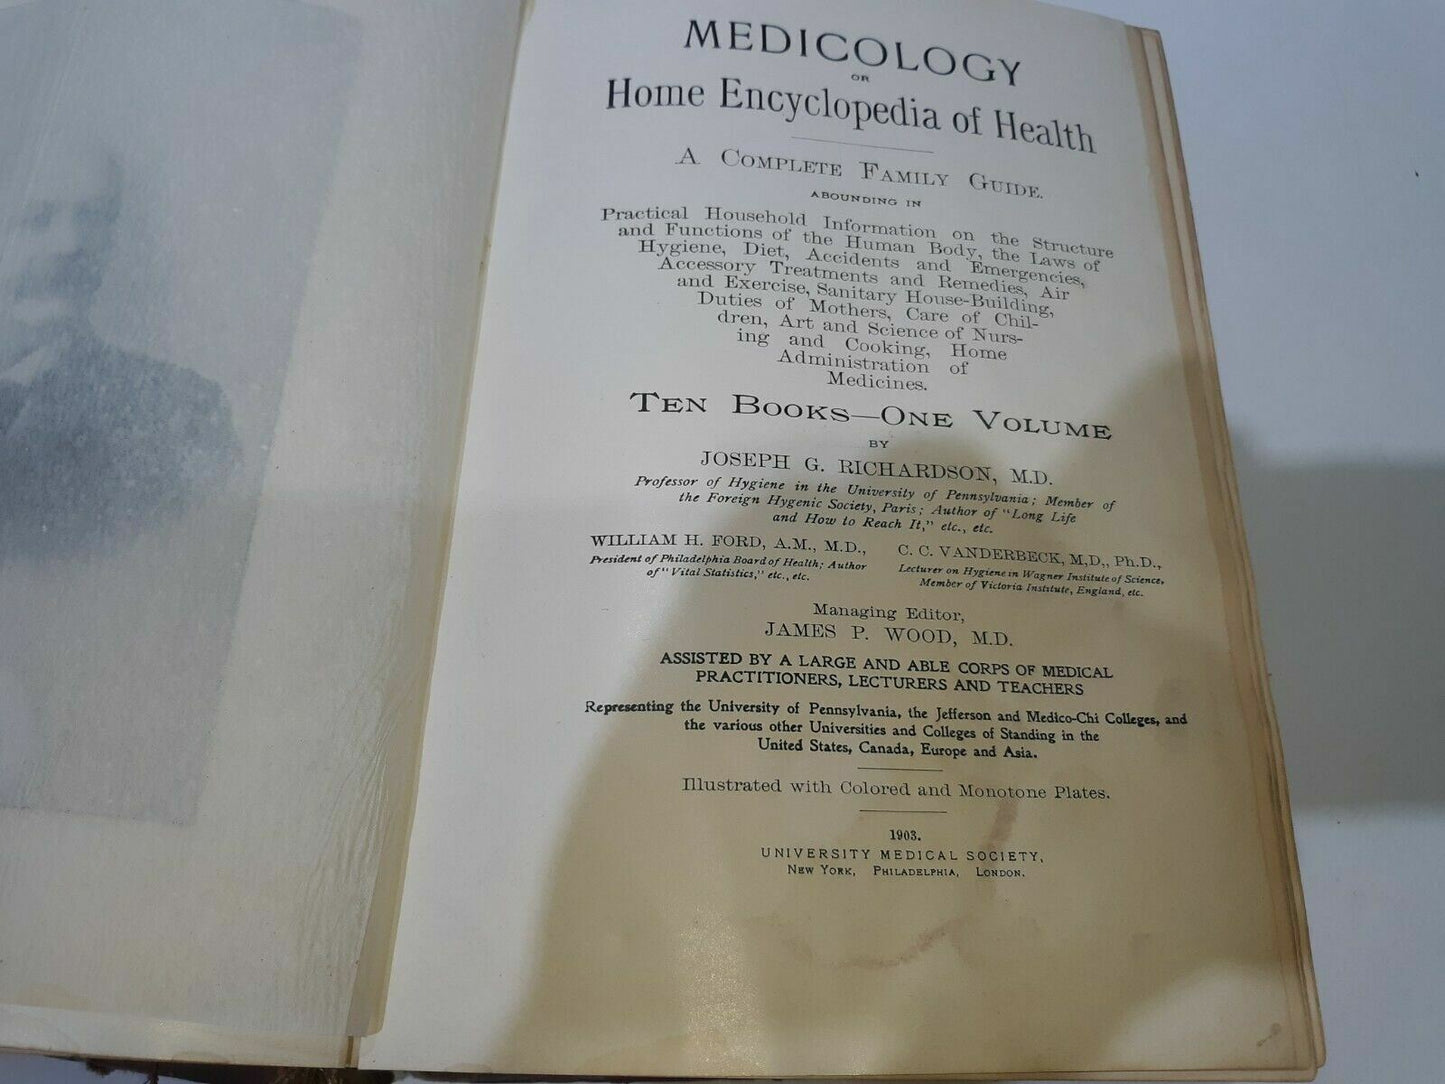 MEDICOLOGY
OR
Home Encyclopedia of Health
A COMPLETE FAMILY GUIDE.
ABOUNDING IN
Practical Household Information on the Structure
and Functions of the Human Body, the Laws of
Hygiene, Diet, Accidents and Emergencies,
Accessory Treatments and Remedies, Air
and Exercise, Sanitary House-Building,
Duties of Mothers, Care of Chil-
dren, Art and Science of Nurs-
ing and Cooking, Home
Administration of
Medicines.
TEN BOOKS—ONE VOLUME
BY
JOSEPH G. RICHARDSON, M.D.
Professor of Hygiene in the University of Pennsylvania; Member of
the Foreign Hygenic Society, Paris; Author of "Long Life
and How to Reach It," etc., etc.
WILLIAM H. FORD, A.M., M.D.,
President of Philadelphia Board of Health; Author
of "Vital Statistics," etc., etc.
C. C. VANDERBECK, M.D., Ph.D.,
Lecturer on Hygiene in Wagner Institute of Science,
Member of Victoria Institute, England, etc.
Managing Editor,
JAMES P. WOOD, M.D.
ASSISTED BY A LARGE AND ABLE CORPS OF MEDICAL
PRACTITIONERS, LECTURERS AND TEACHERS
Representing the University of Pennsylvania, the Jefferson and Medico-Chi Colleges, and
the various other Universities and Colleges of Standing in the
United States, Canada, Europe and Asia.
Illustrated with Colored and Monotone Plates.
1903.
UNIVERSITY MEDICAL SOCIETY,
NEW YORK, PHILADELPHIA, LONDON.